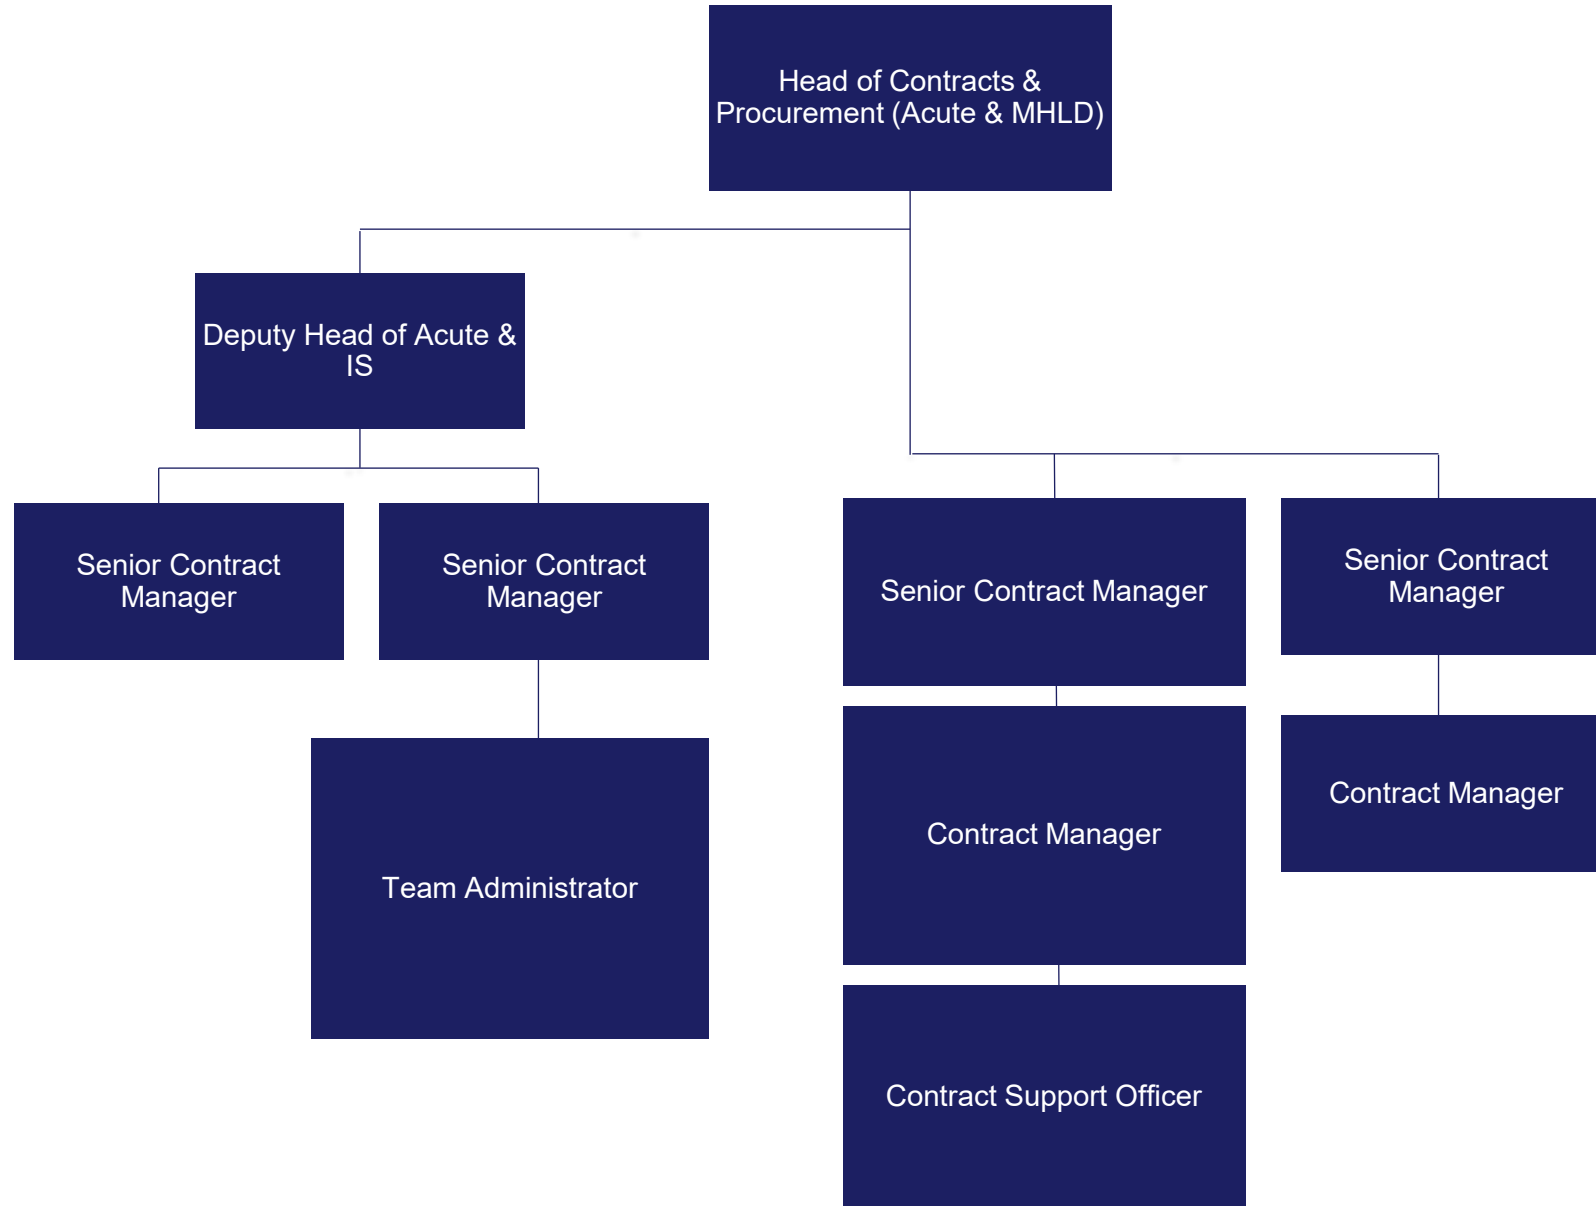 Head of Contracts &
Procurement (Acute & MHLD)
Deputy Head of Acute &
IS
Senior Contract
Manager
Senior Contract
Manager
Senior Contract Manager
Senior Contract
Manager
Team Administrator
Contract Manager
Contract Manager
Contract Support Officer